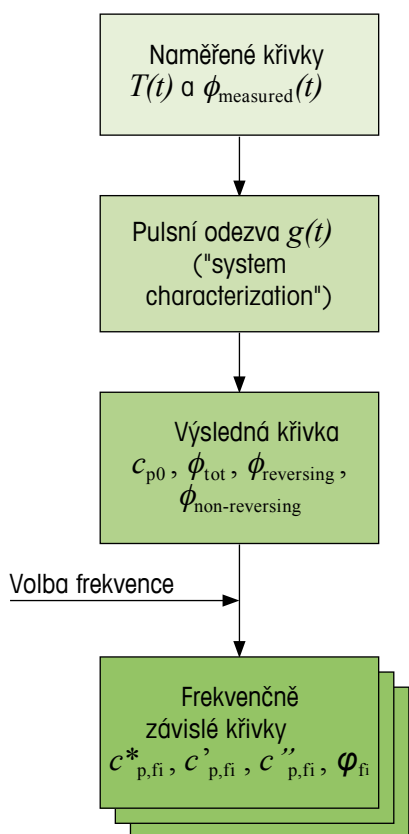 Naměřené křivky
T(t) a ϕmeasured(t)
Pulsní odezva g(t)
("system
characterization")
Výsledná křivka
cp0 , ϕtot , ϕreversing ,
ϕnon-reversing
Volba frekvence
Frekvenčně
závislé křivky
c*p,fi , c’p,fi , c″p,fi , φfi